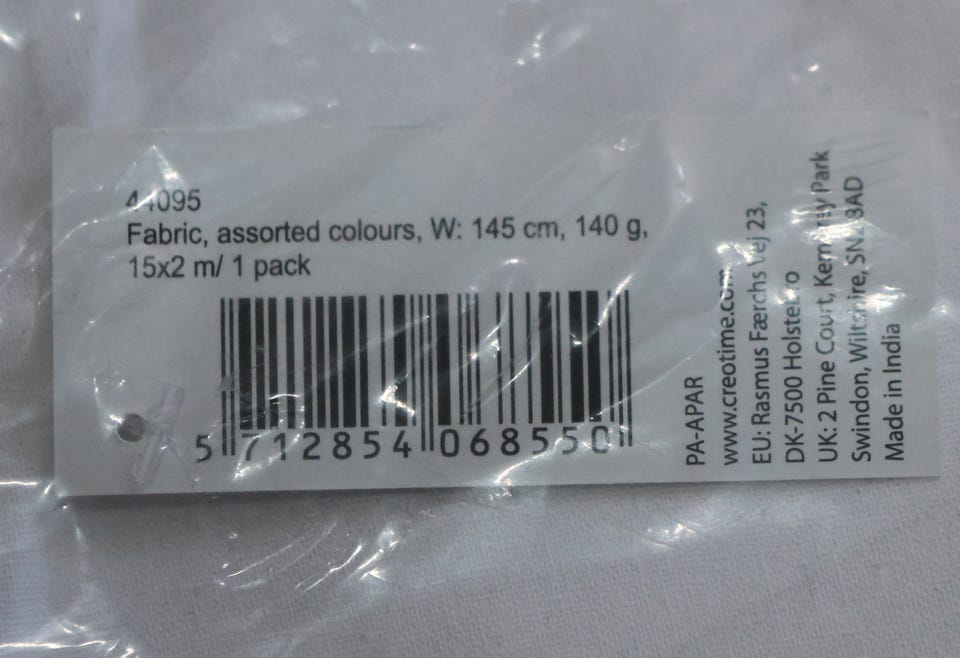 44095
Fabric, assorted colours, W: 145 cm, 140 g,
15x2 m/ 1 pack
5 712854 068550
PA-APAR
www.creotime.com
EU: Rasmus Færchs Vej 23,
DK-7500 Holstebro
UK: 2 Pine Court, Kembrey Park
Swindon, Wiltshire, SN2 8AD
Made in India